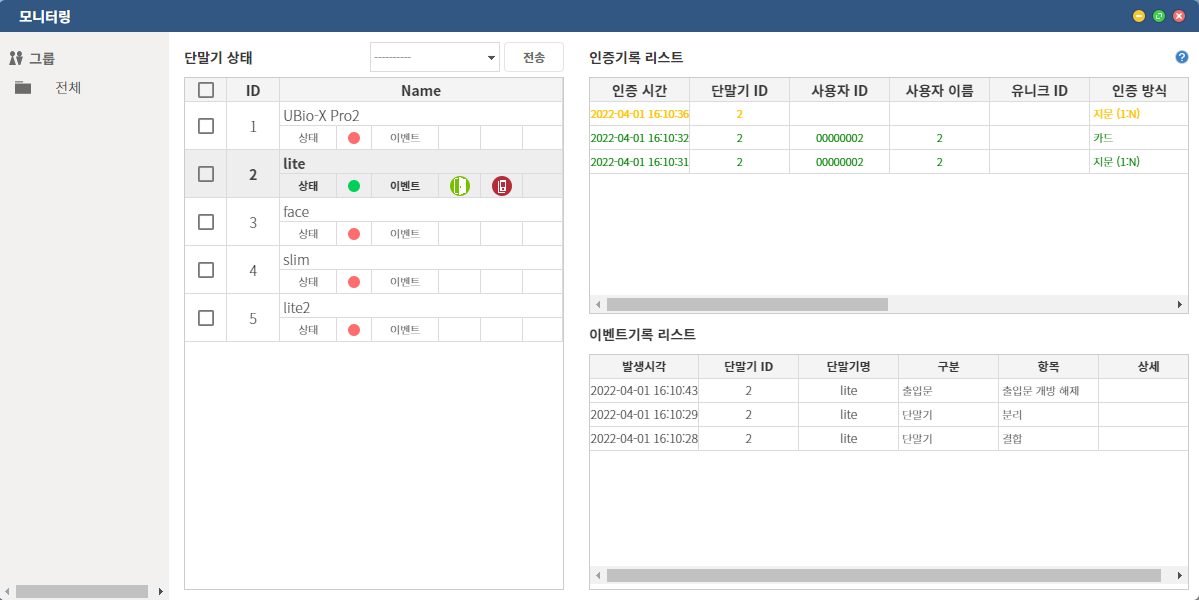 모니터링
그룹
전체
단말기 상태 ---------- 전송
ID Name
1 UBio-X Pro2
상태 이벤트
2 lite
상태 이벤트
3 face
상태 이벤트
4 slim
상태 이벤트
5 lite2
상태 이벤트
인증기록 리스트 ?
인증 시간 단말기 ID 사용자 ID 사용자 이름 유니크 ID 인증 방식
2022-04-01 16:10:36 2 지문 (1:N)
2022-04-01 16:10:32 2 00000002 2 카드
2022-04-01 16:10:31 2 00000002 2 지문 (1:N)
이벤트기록 리스트
발생시각 단말기 ID 단말기명 구분 항목 상세
2022-04-01 16:10:43 2 lite 출입문 출입문 개방 해제
2022-04-01 16:10:29 2 lite 단말기 분리
2022-04-01 16:10:28 2 lite 단말기 결합